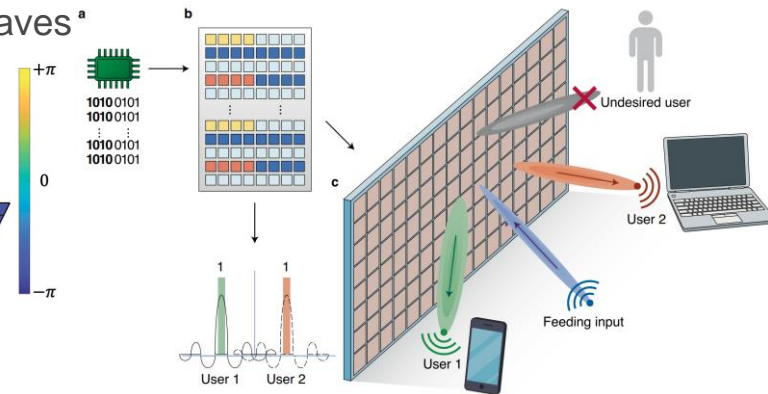 aves
+π
0
−π
a
1010 0101
1010 0101
⋮ ⋮
1010 0101
1010 0101
b
⋮ ⋮
1 1
User 1 User 2
c
Undesired user
User 2
Feeding input
User 1